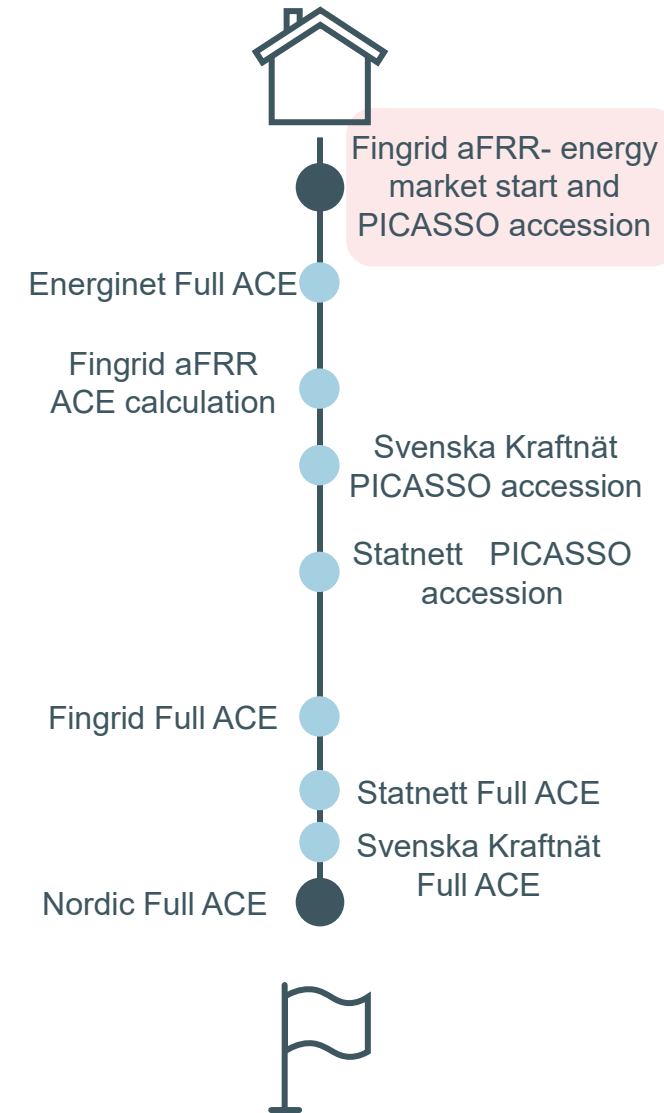 Fingrid aFRR- energy
market start and
PICASSO accession
Energinet Full ACE
Fingrid aFRR
ACE calculation
Svenska Kraftnät
PICASSO accession
Statnett PICASSO
accession
Fingrid Full ACE
Statnett Full ACE
Svenska Kraftnät
Full ACE
Nordic Full ACE